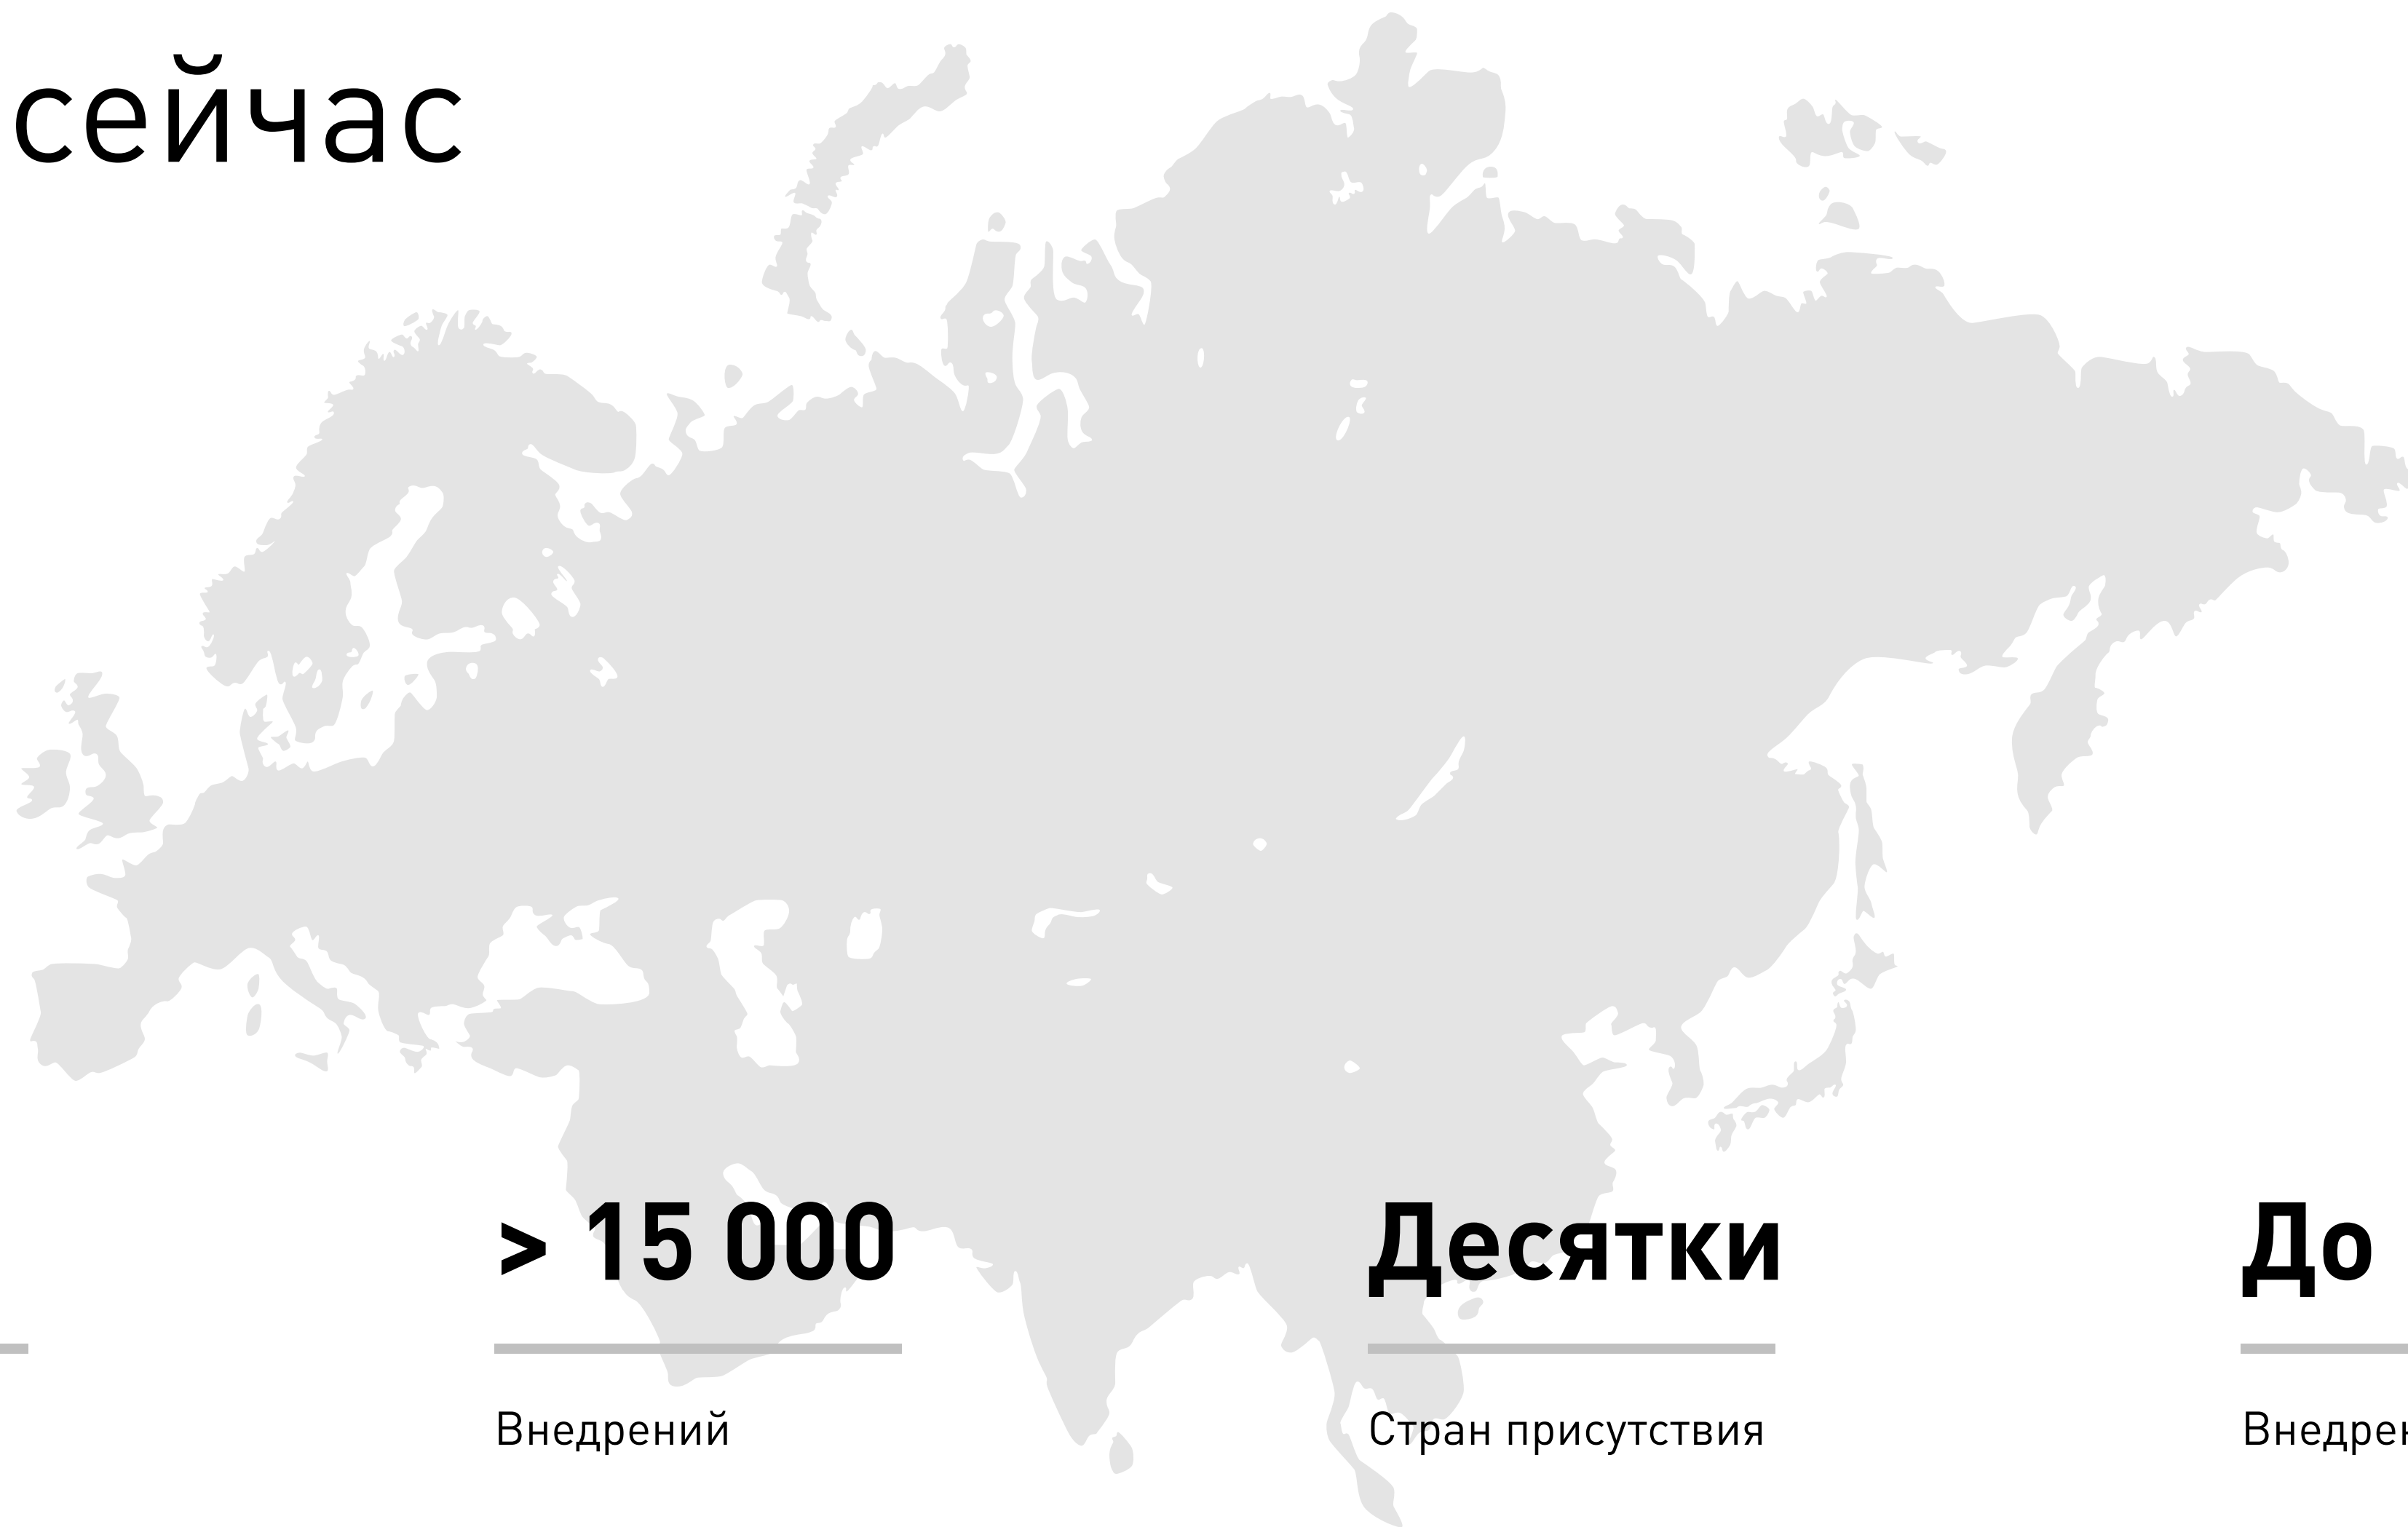 сейчас
> 15 000
Десятки
До
Внедрений
Стран присутствия